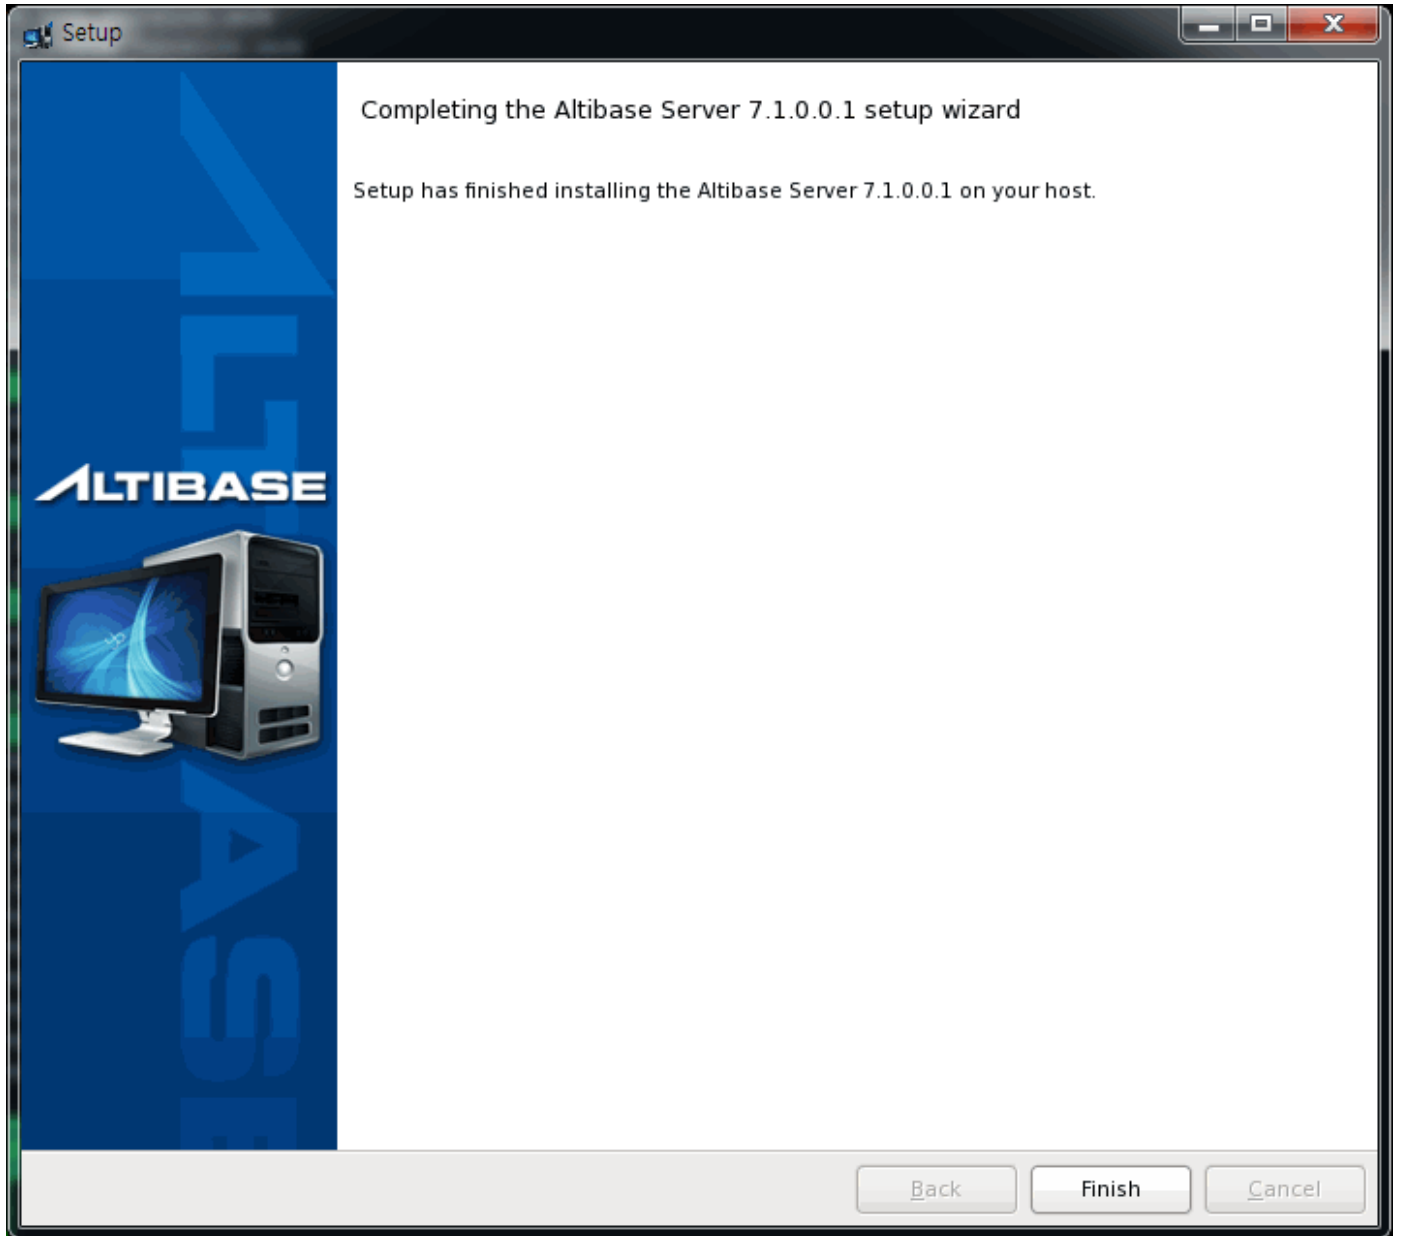 Setup
Completing the Altibase Server 7.1.0.0.1 setup wizard
Setup has finished installing the Altibase Server 7.1.0.0.1 on your host.
ALTIBASE
Back
Finish
Cancel